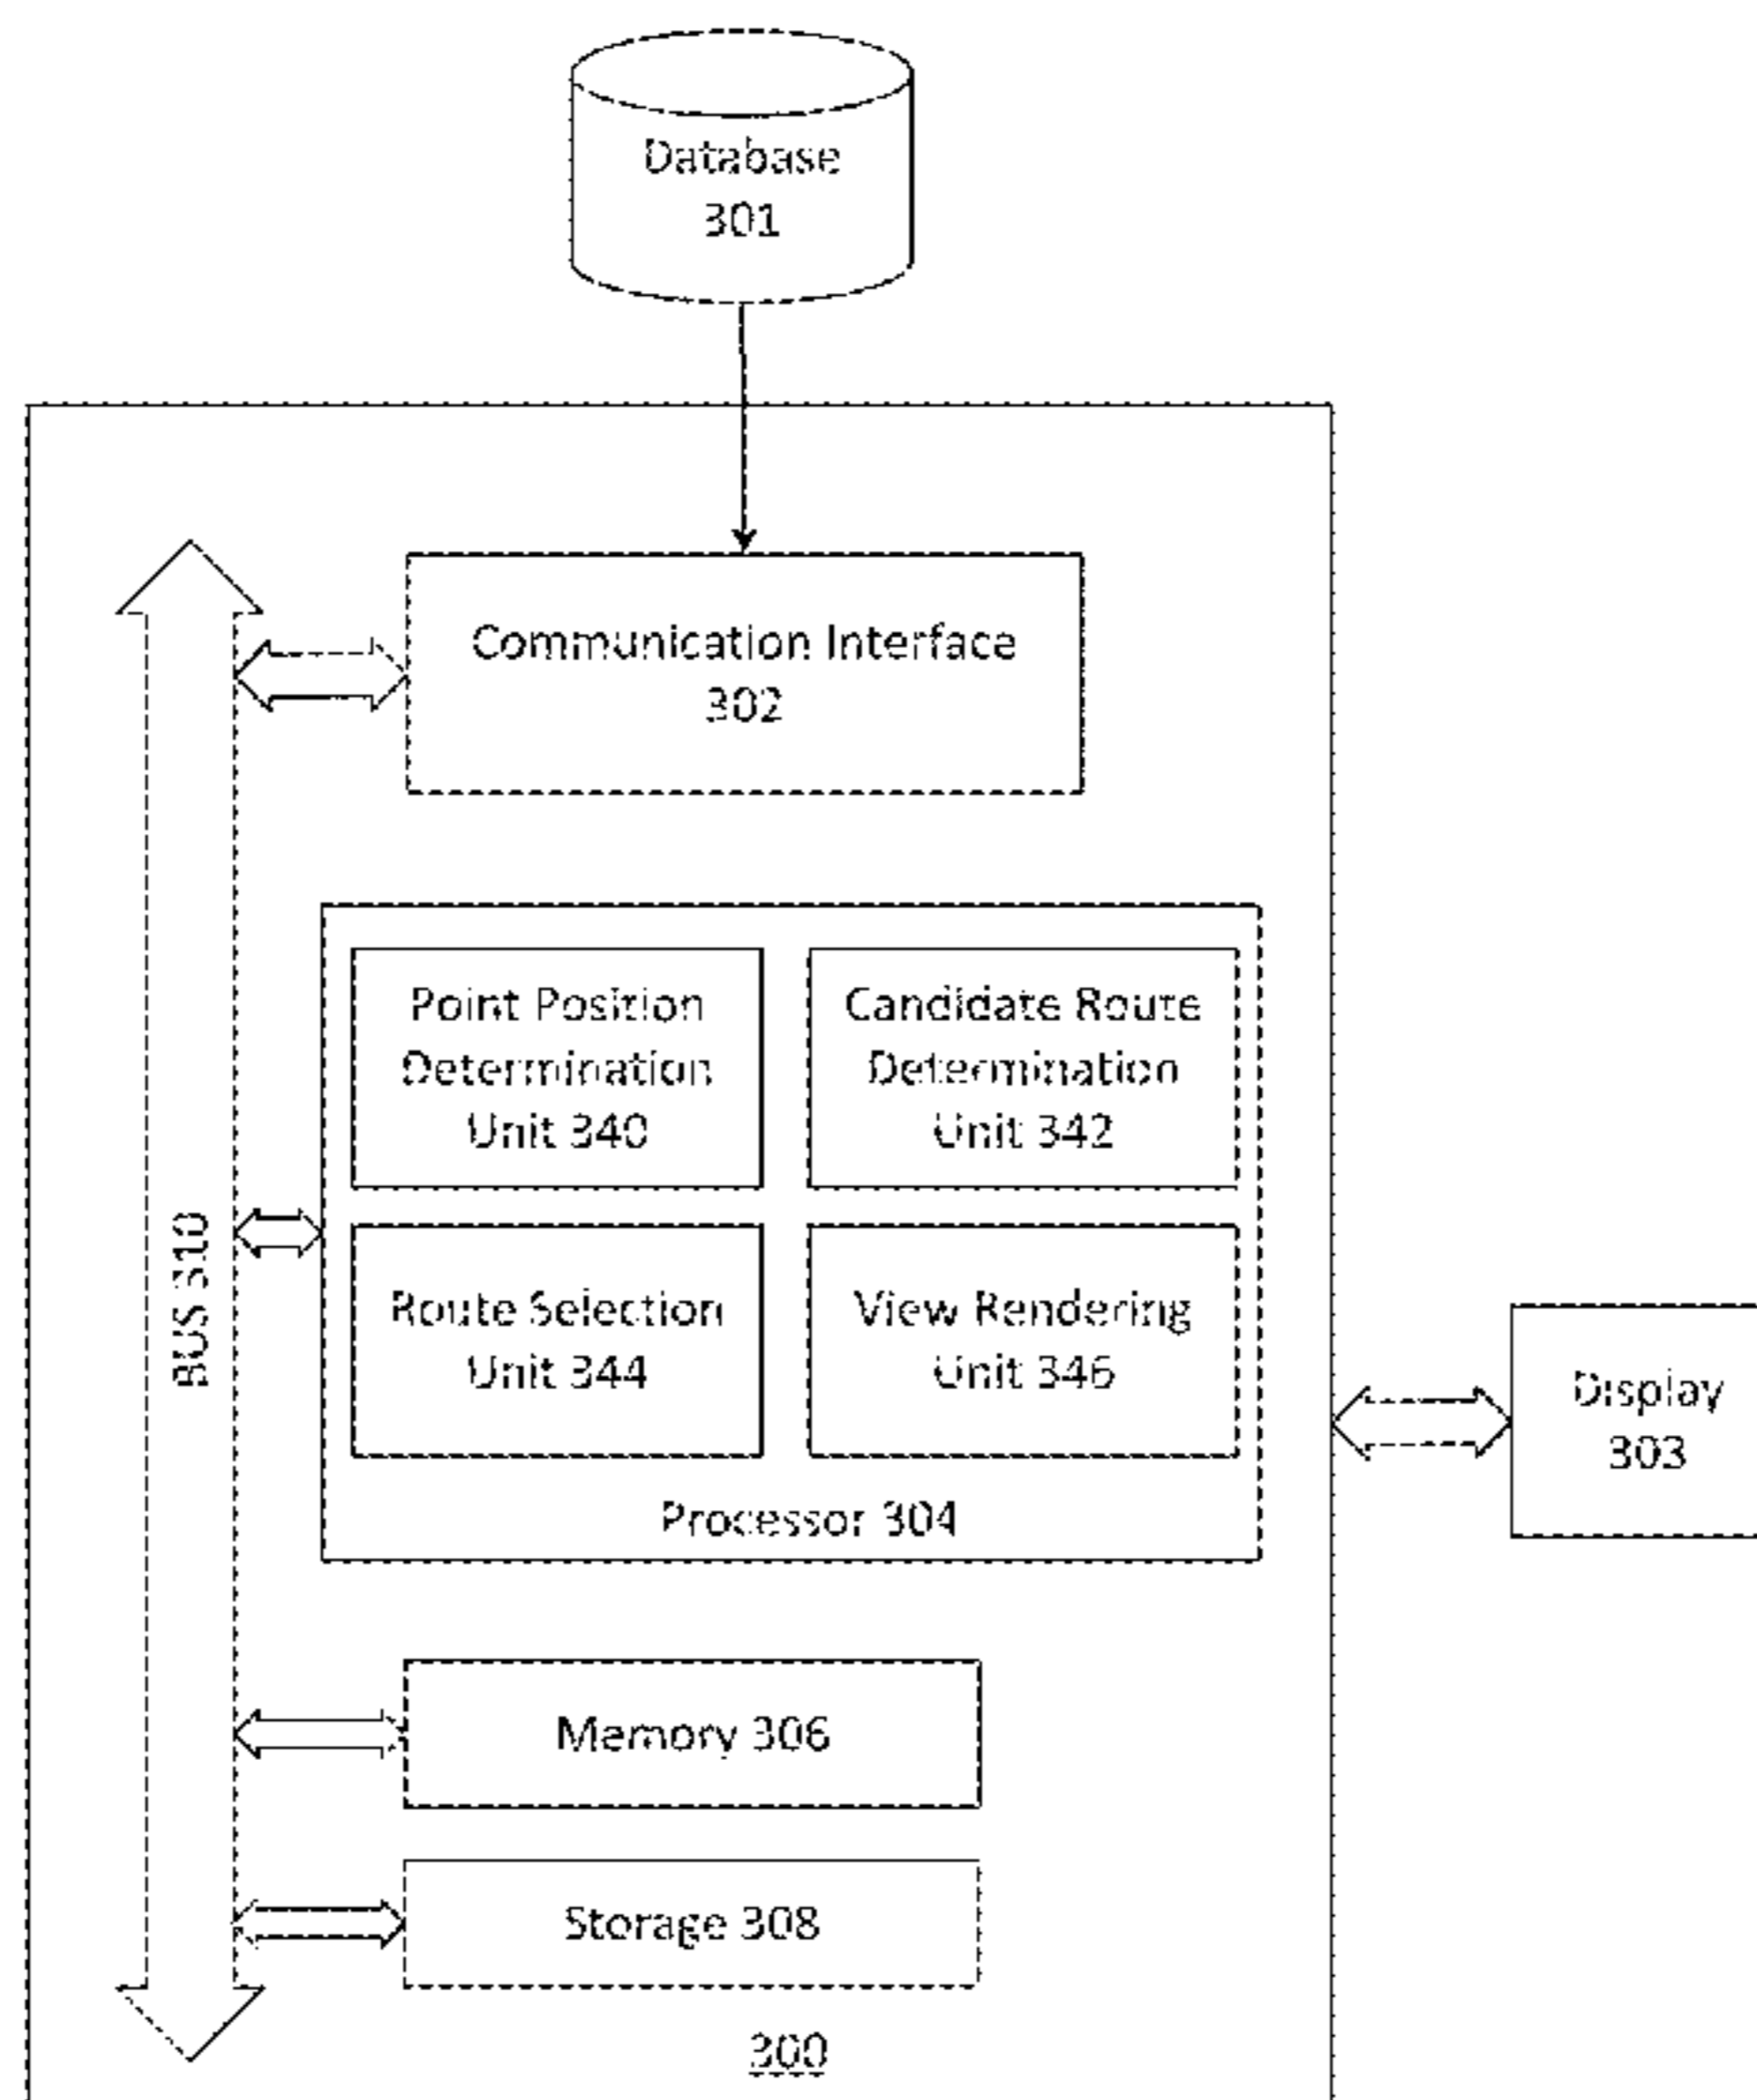 Database
301
Communication Interface
302
Point Position
Determination
Unit 340
Candidate Route
Determination
Unit 342
Route Selection
Unit 344
View Rendering
Unit 346
Processor 304
BUS 310
Display
303
Memory 306
Storage 308
300